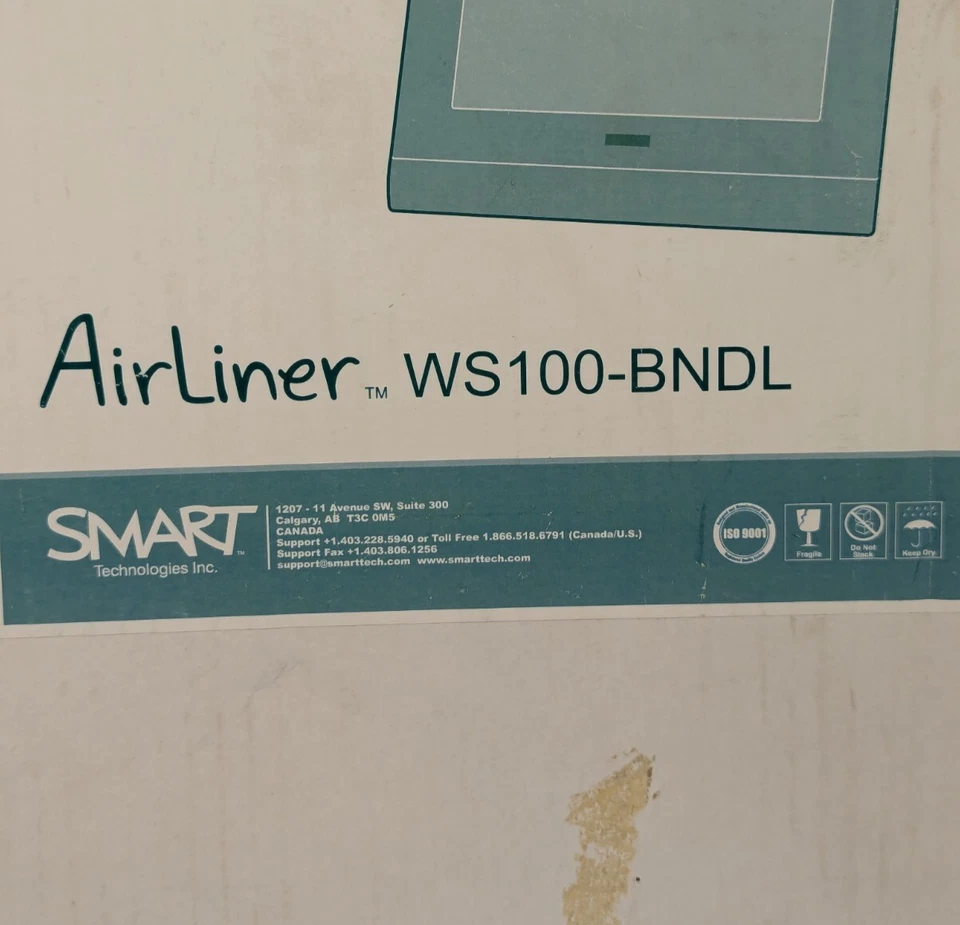 AirLiner™ WS100-BNDL
SMART™
Technologies Inc.
1207 - 11 Avenue SW, Suite 300
Calgary, AB T3C 0M5
CANADA
Support +1.403.228.5940 or Toll Free 1.866.518.6791 (Canada/U.S.)
Support Fax +1.403.806.1256
support@smarttech.com www.smarttech.com
ISO 9001
Fragile
Do Not
Stack
Keep Dry